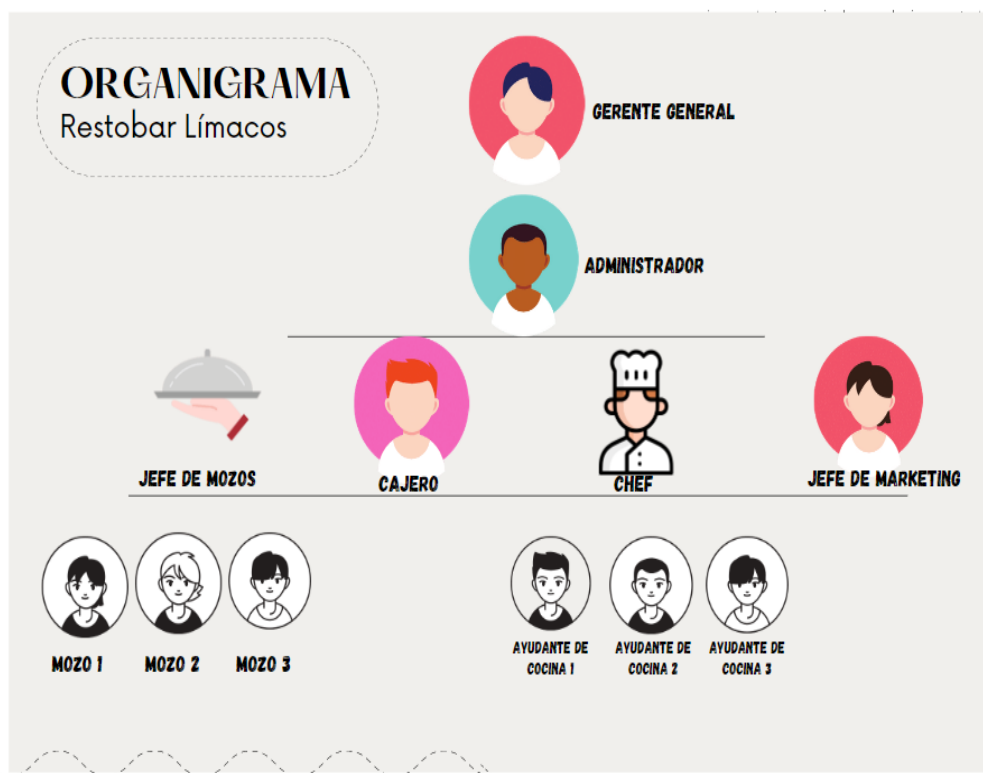 ORGANIGRAMA
Restobar Límacos
GERENTE GENERAL
ADMINISTRADOR
JEFE DE MOZOS
CAJERO
CHEF
JEFE DE MARKETING
MOZO 1
MOZO 2
MOZO 3
AYUDANTE DE
COCINA 1
AYUDANTE DE
COCINA 2
AYUDANTE DE
COCINA 3